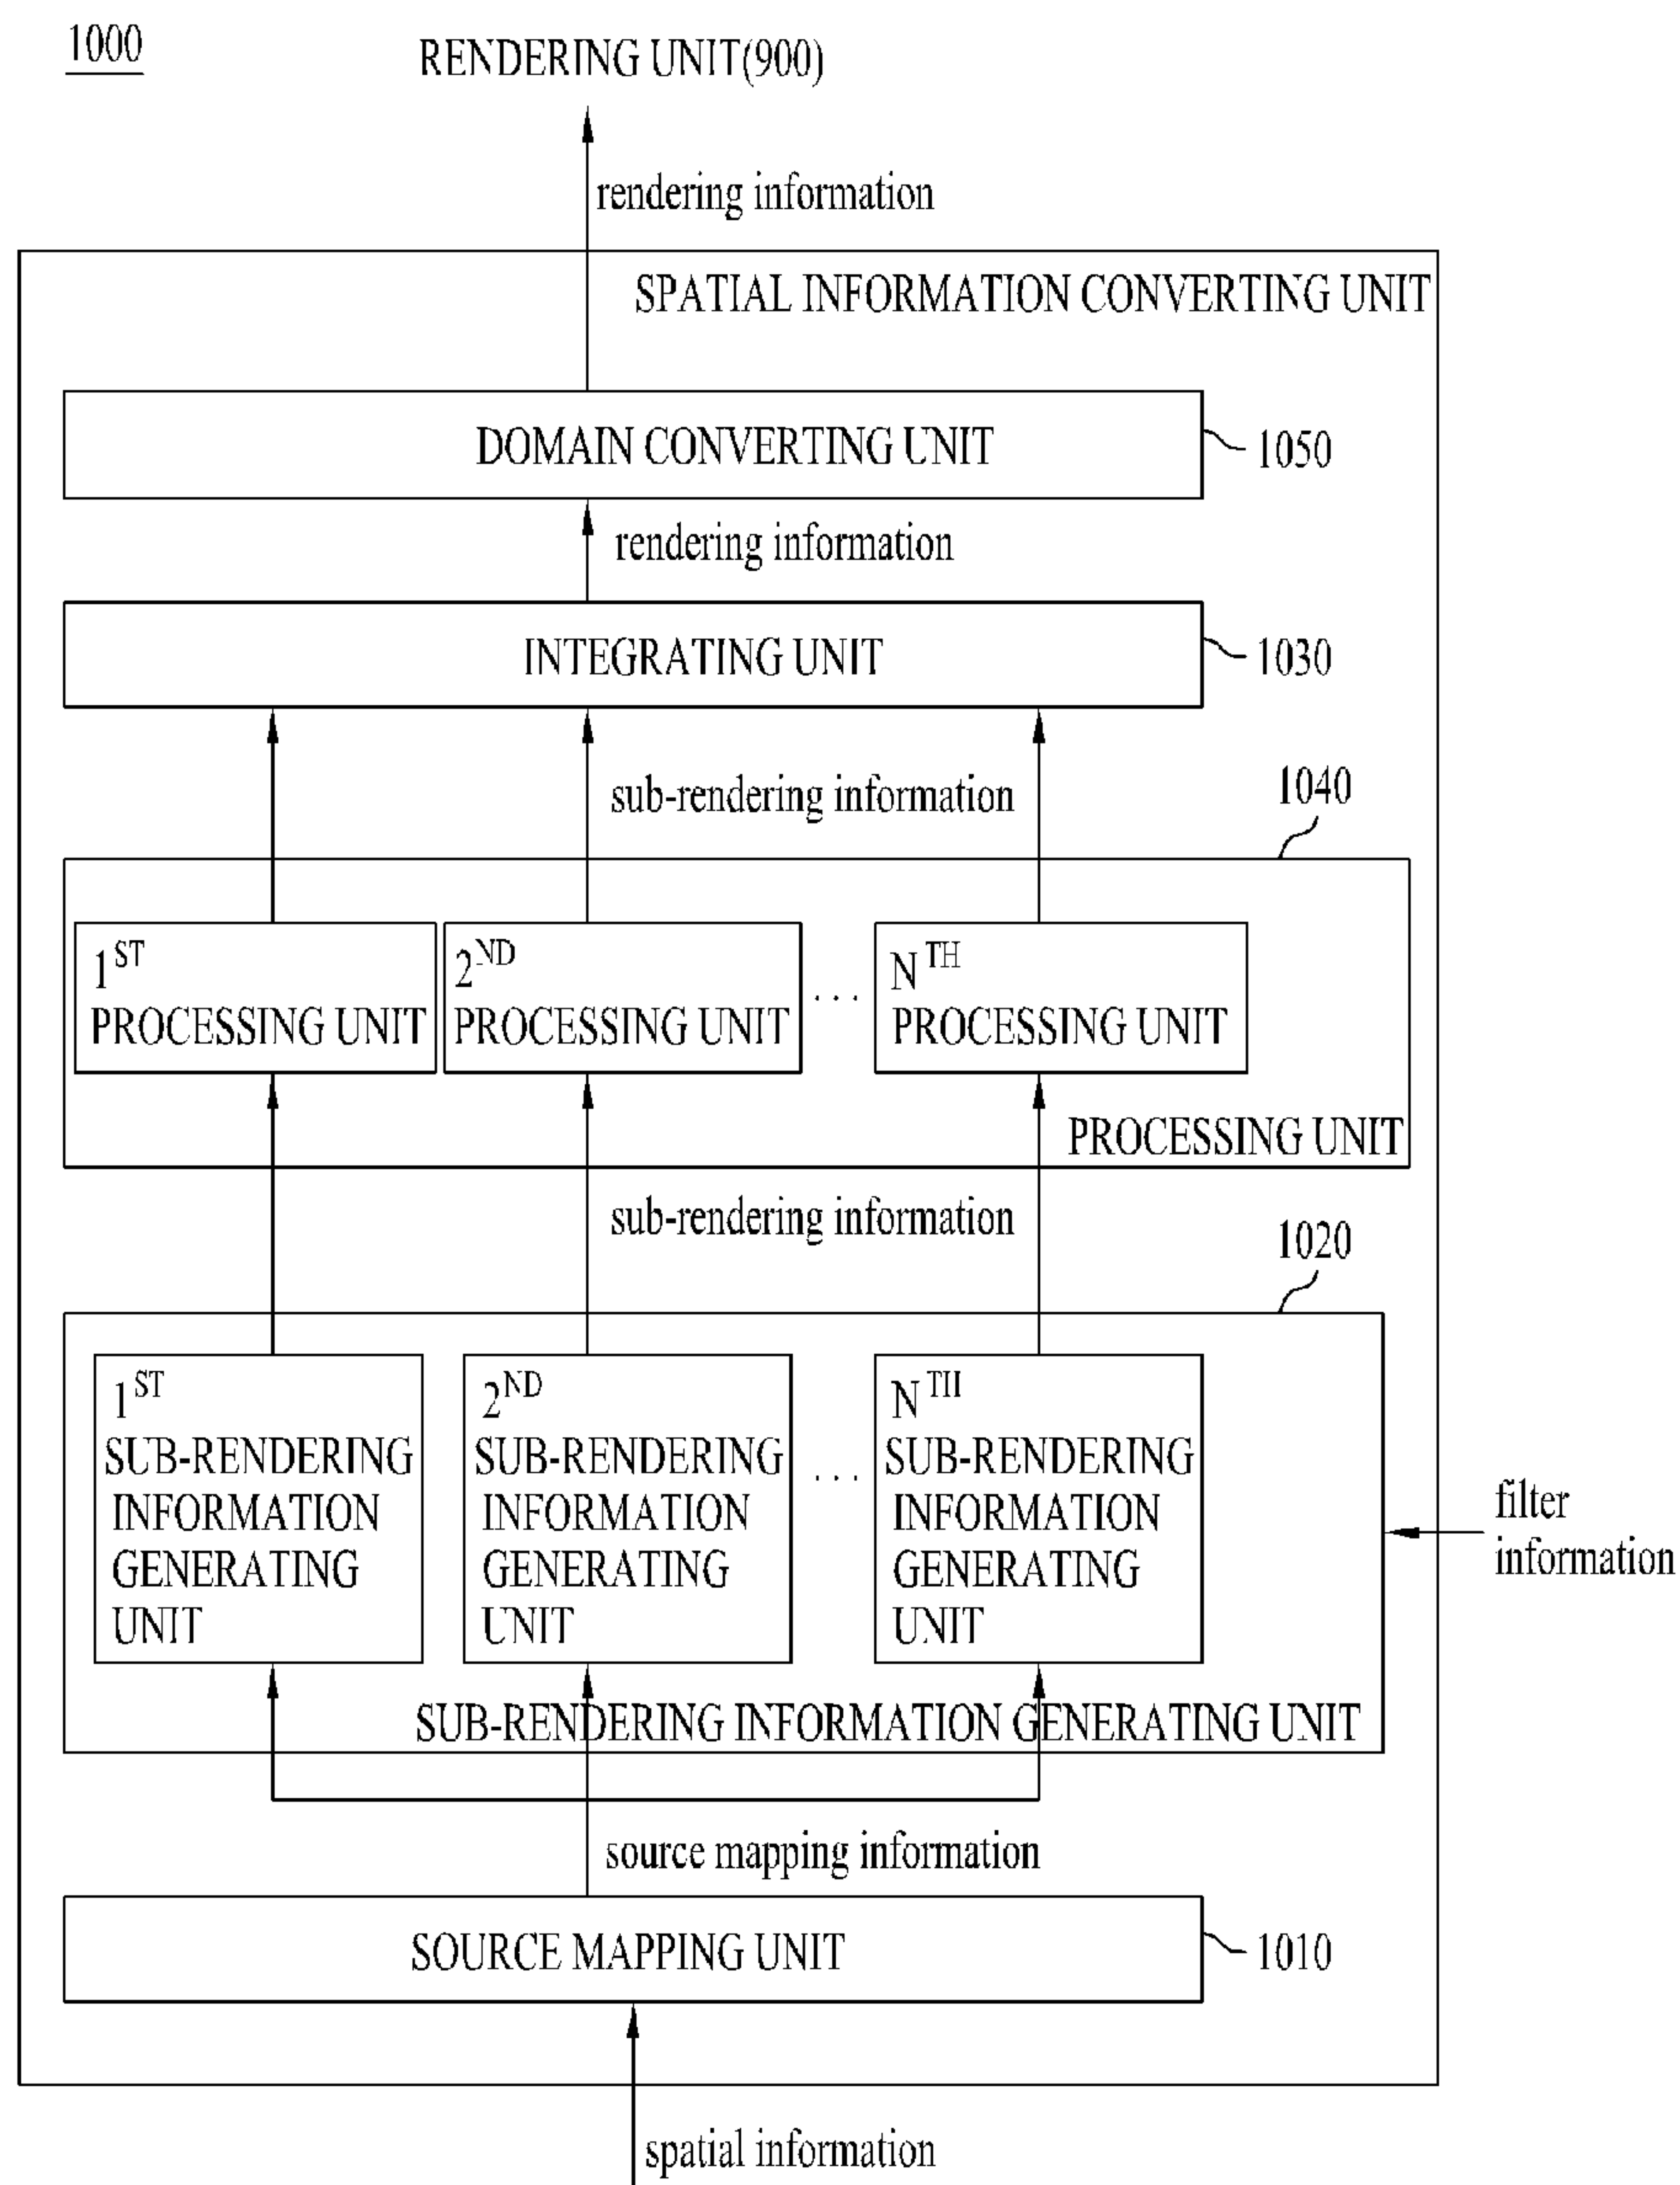 1000
RENDERING UNIT(900)
rendering information
SPATIAL INFORMATION CONVERTING UNIT
DOMAIN CONVERTING UNIT
1050
rendering information
INTEGRATING UNIT
1030
sub-rendering information
1040
1ST
PROCESSING UNIT
2ND
PROCESSING UNIT
. . .
NTH
PROCESSING UNIT
PROCESSING UNIT
sub-rendering information
1020
1ST
SUB-RENDERING
INFORMATION
GENERATING
UNIT
2ND
SUB-RENDERING
INFORMATION
GENERATING
UNIT
. . .
NTH
SUB-RENDERING
INFORMATION
GENERATING
UNIT
filter
information
SUB-RENDERING INFORMATION GENERATING UNIT
source mapping information
SOURCE MAPPING UNIT
1010
spatial information